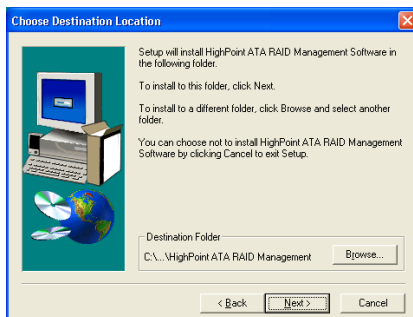 Choose Destination Location
Setup will install HighPoint ATA RAID Management Software in
the following folder.
To install to this folder, click Next.
To install to a different folder, click Browse and select another
folder.
You can choose not to install HighPoint ATA RAID Management
Software by clicking Cancel to exit Setup.
Destination Folder
C:\...\HighPoint ATA RAID Management
Browse...
< Back
Next >
Cancel